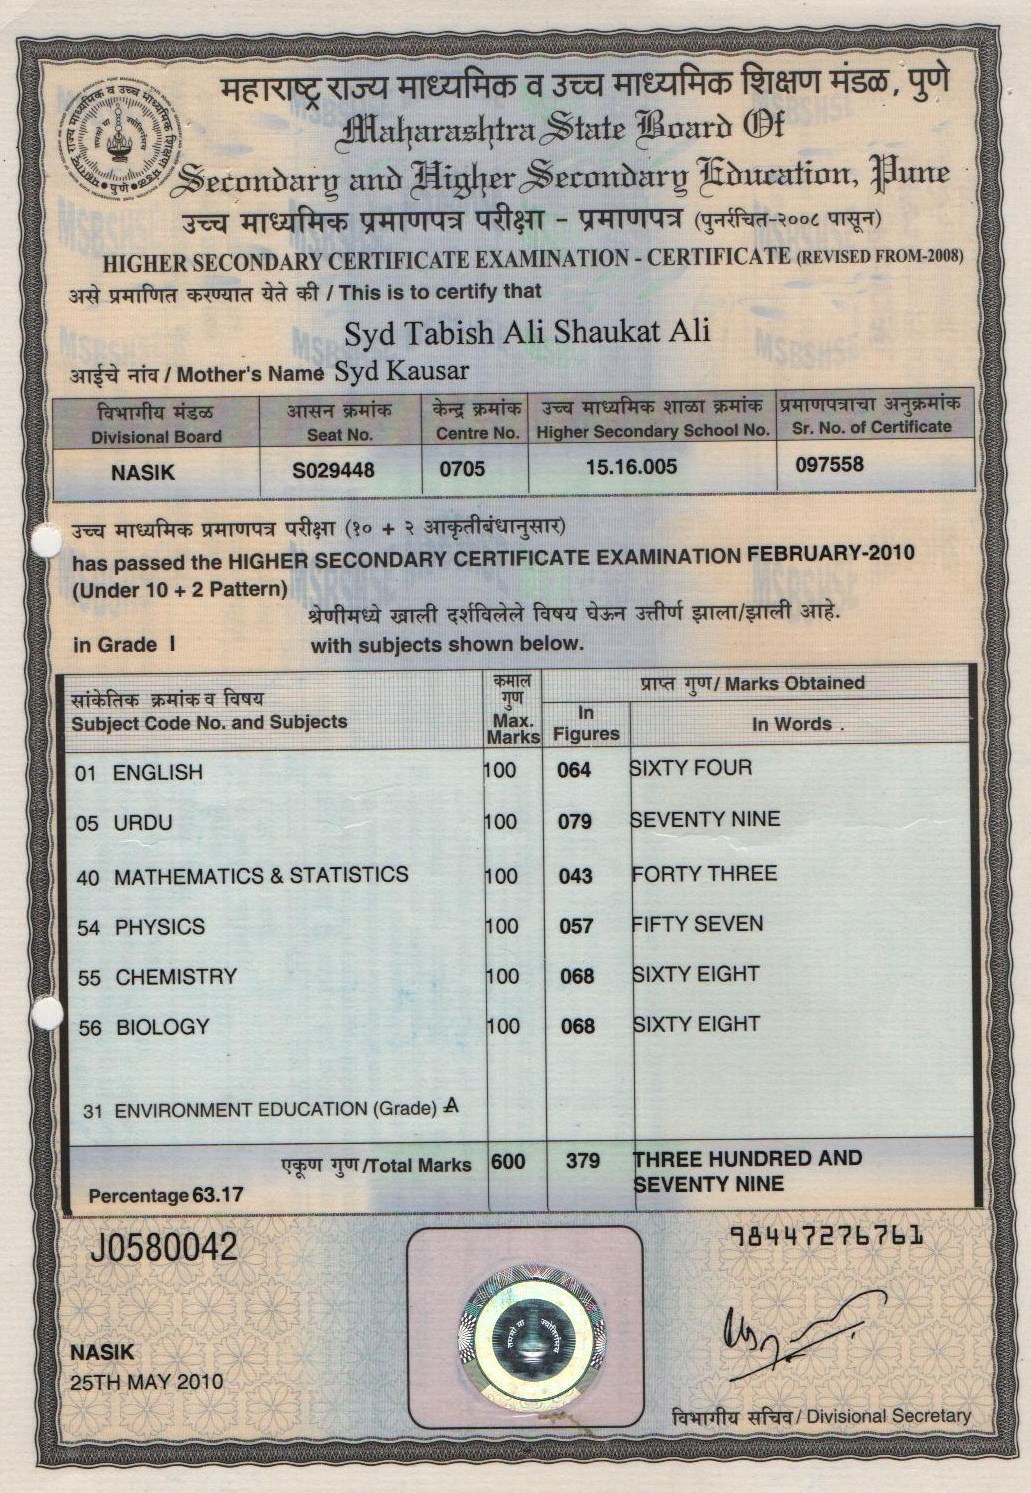 महाराष्ट्र राज्य माध्यमिक व उच्च माध्यमिक शिक्षण मंडळ, पुणे
Maharashtra State Board Of
Secondary and Higher Secondary Education, Pune
उच्च माध्यमिक प्रमाणपत्र परीक्षा - प्रमाणपत्र (पुनर्रचित-२००८ पासून)
HIGHER SECONDARY CERTIFICATE EXAMINATION - CERTIFICATE (REVISED FROM-2008)
असे प्रमाणित करण्यात येते की / This is to certify that
Syd Tabish Ali Shaukat Ali
आईचे नांव / Mother's Name Syd Kausar
विभागीय मंडळ आसन क्रमांक केन्द्र क्रमांक उच्च माध्यमिक शाळा क्रमांक प्रमाणपत्राचा अनुक्रमांक
Divisional Board Seat No. Centre No. Higher Secondary School No. Sr. No. of Certificate
NASIK S029448 0705 15.16.005 097558
उच्च माध्यमिक प्रमाणपत्र परीक्षा (१० + २ आकृतीबंधानुसार)
has passed the HIGHER SECONDARY CERTIFICATE EXAMINATION FEBRUARY-2010
(Under 10 + 2 Pattern)
श्रेणीमध्ये खाली दर्शविलेले विषय घेऊन उत्तीर्ण झाला/झाली आहे.
in Grade I with subjects shown below.
सांकेतिक क्रमांक व विषय कमाल गुण प्राप्त गुण/ Marks Obtained
Subject Code No. and Subjects Max. Marks In Figures In Words .
01 ENGLISH 100 064 SIXTY FOUR
05 URDU 100 079 SEVENTY NINE
40 MATHEMATICS & STATISTICS 100 043 FORTY THREE
54 PHYSICS 100 057 FIFTY SEVEN
55 CHEMISTRY 100 068 SIXTY EIGHT
56 BIOLOGY 100 068 SIXTY EIGHT
31 ENVIRONMENT EDUCATION (Grade) A
एकूण गुण/Total Marks 600 379 THREE HUNDRED AND
SEVENTY NINE
Percentage 63.17
J0580042
98447276761
NASIK
25TH MAY 2010
विभागीय सचिव/ Divisional Secretary